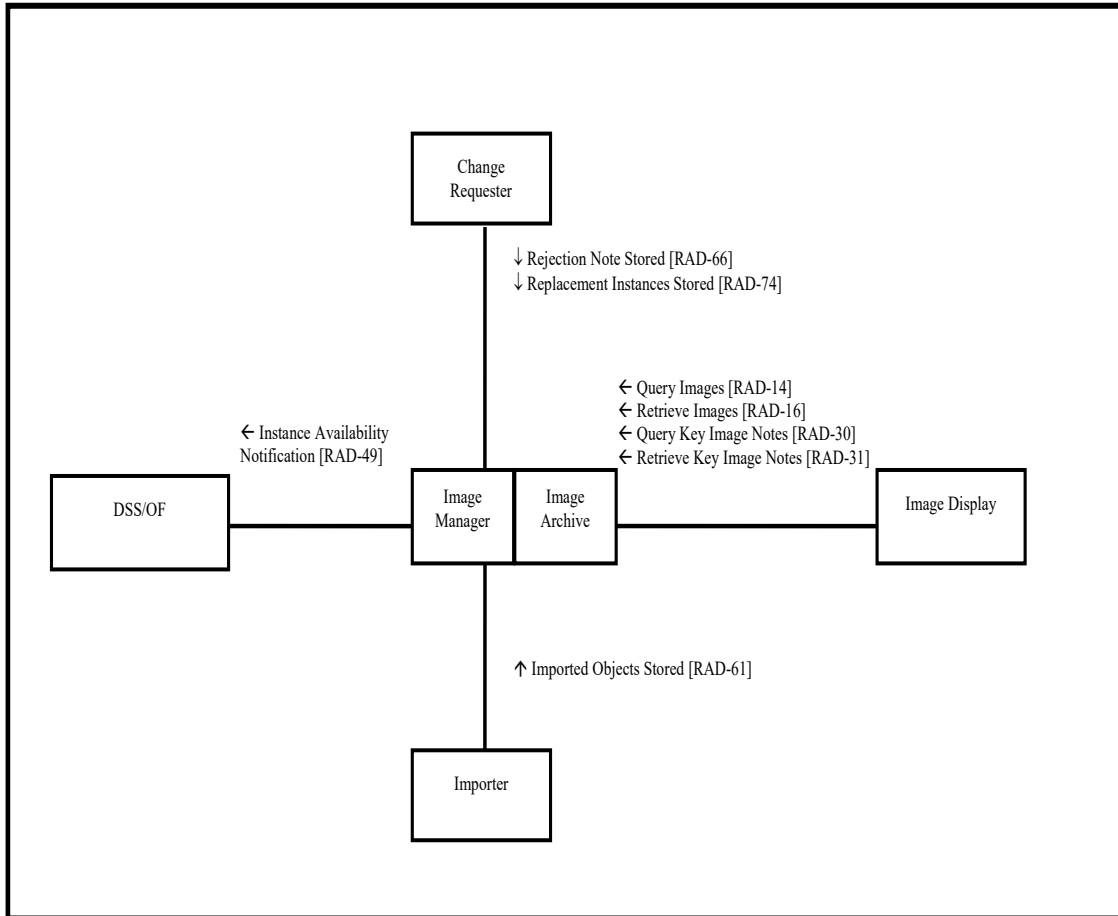 Change
Requester
↓ Rejection Note Stored [RAD-66]
↓ Replacement Instances Stored [RAD-74]
← Query Images [RAD-14]
← Retrieve Images [RAD-16]
← Query Key Image Notes [RAD-30]
← Retrieve Key Image Notes [RAD-31]
← Instance Availability
Notification [RAD-49]
DSS/OF
Image
Manager
Image
Archive
Image Display
↑ Imported Objects Stored [RAD-61]
Importer